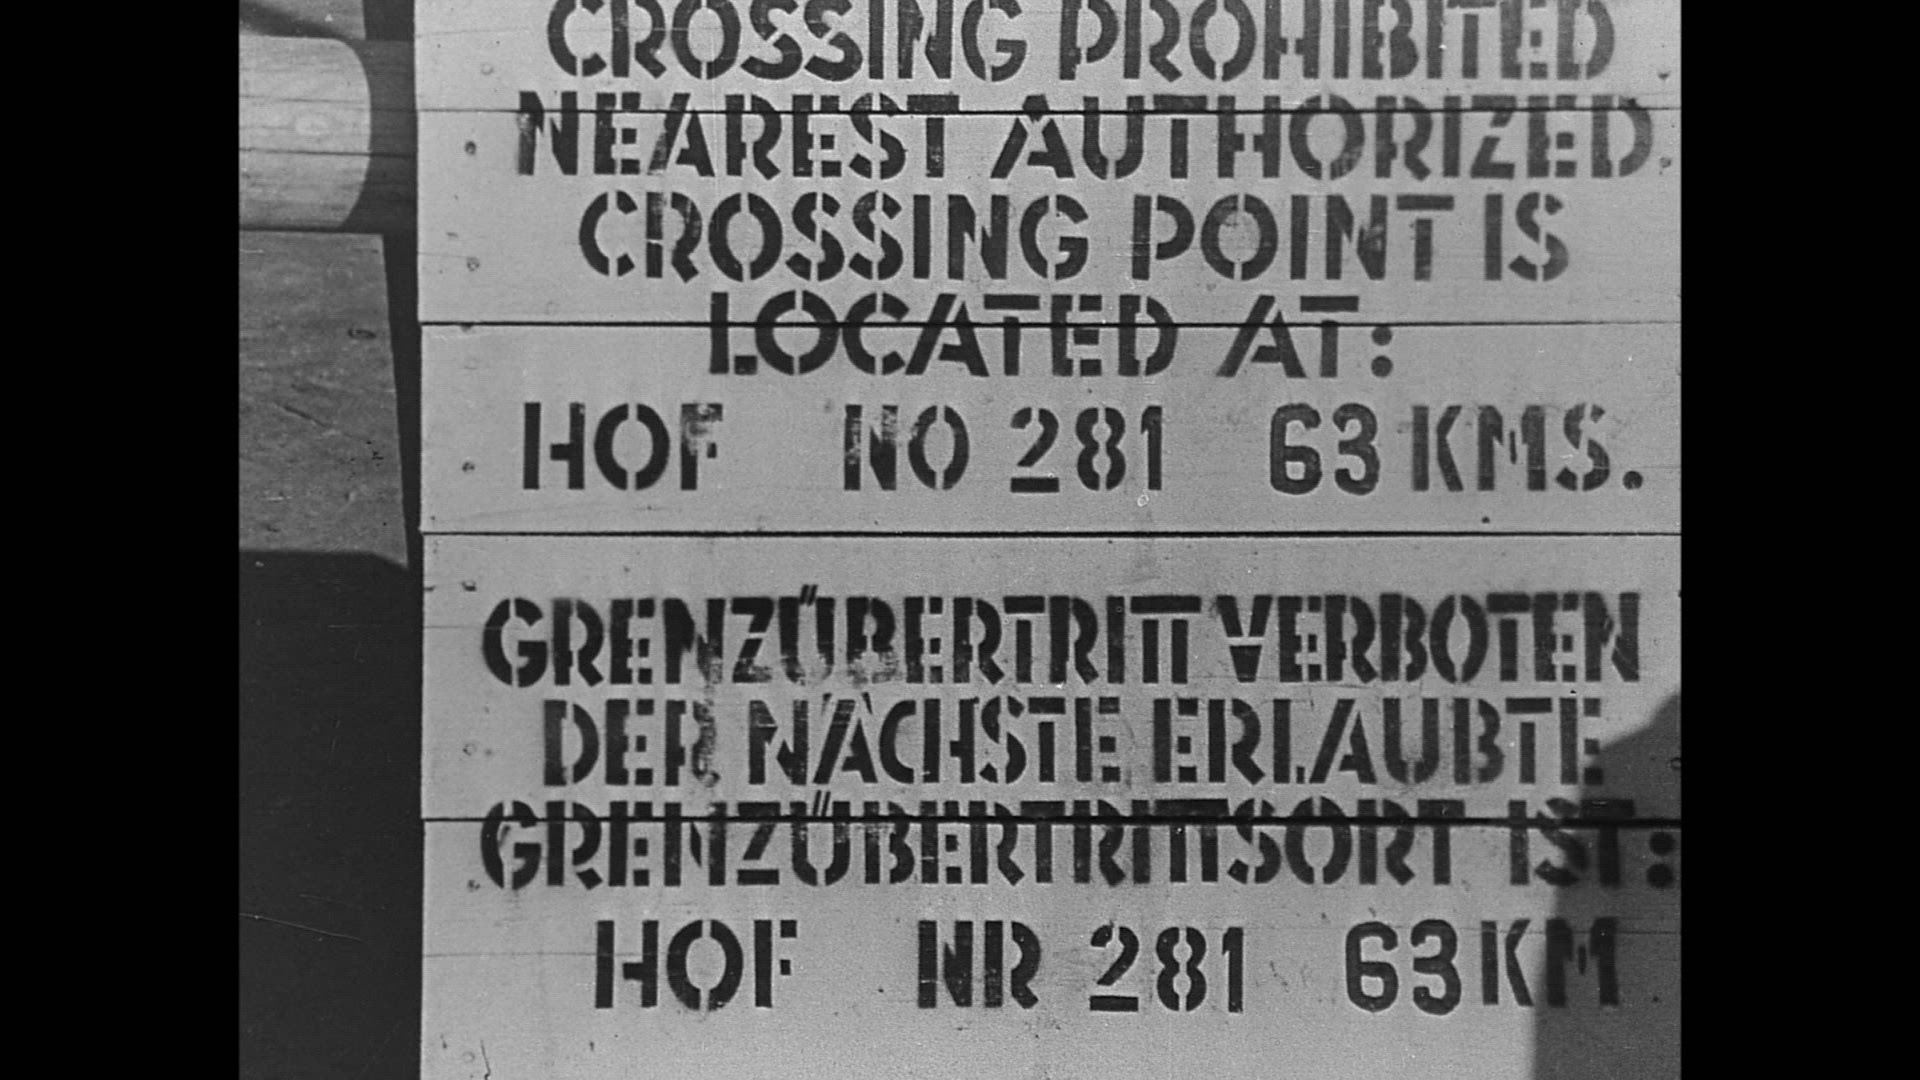 CROSSING PROHIBITED
NEAREST AUTHORIZED
CROSSING POINT IS
LOCATED AT:
HOF NO 281 63 KMS.
GRENZÜBERTRITT VERBOTEN
DER NÄCHSTE ERLAUBTE
GRENZÜBERTRITTSORT IST:
HOF NR 281 63 KM